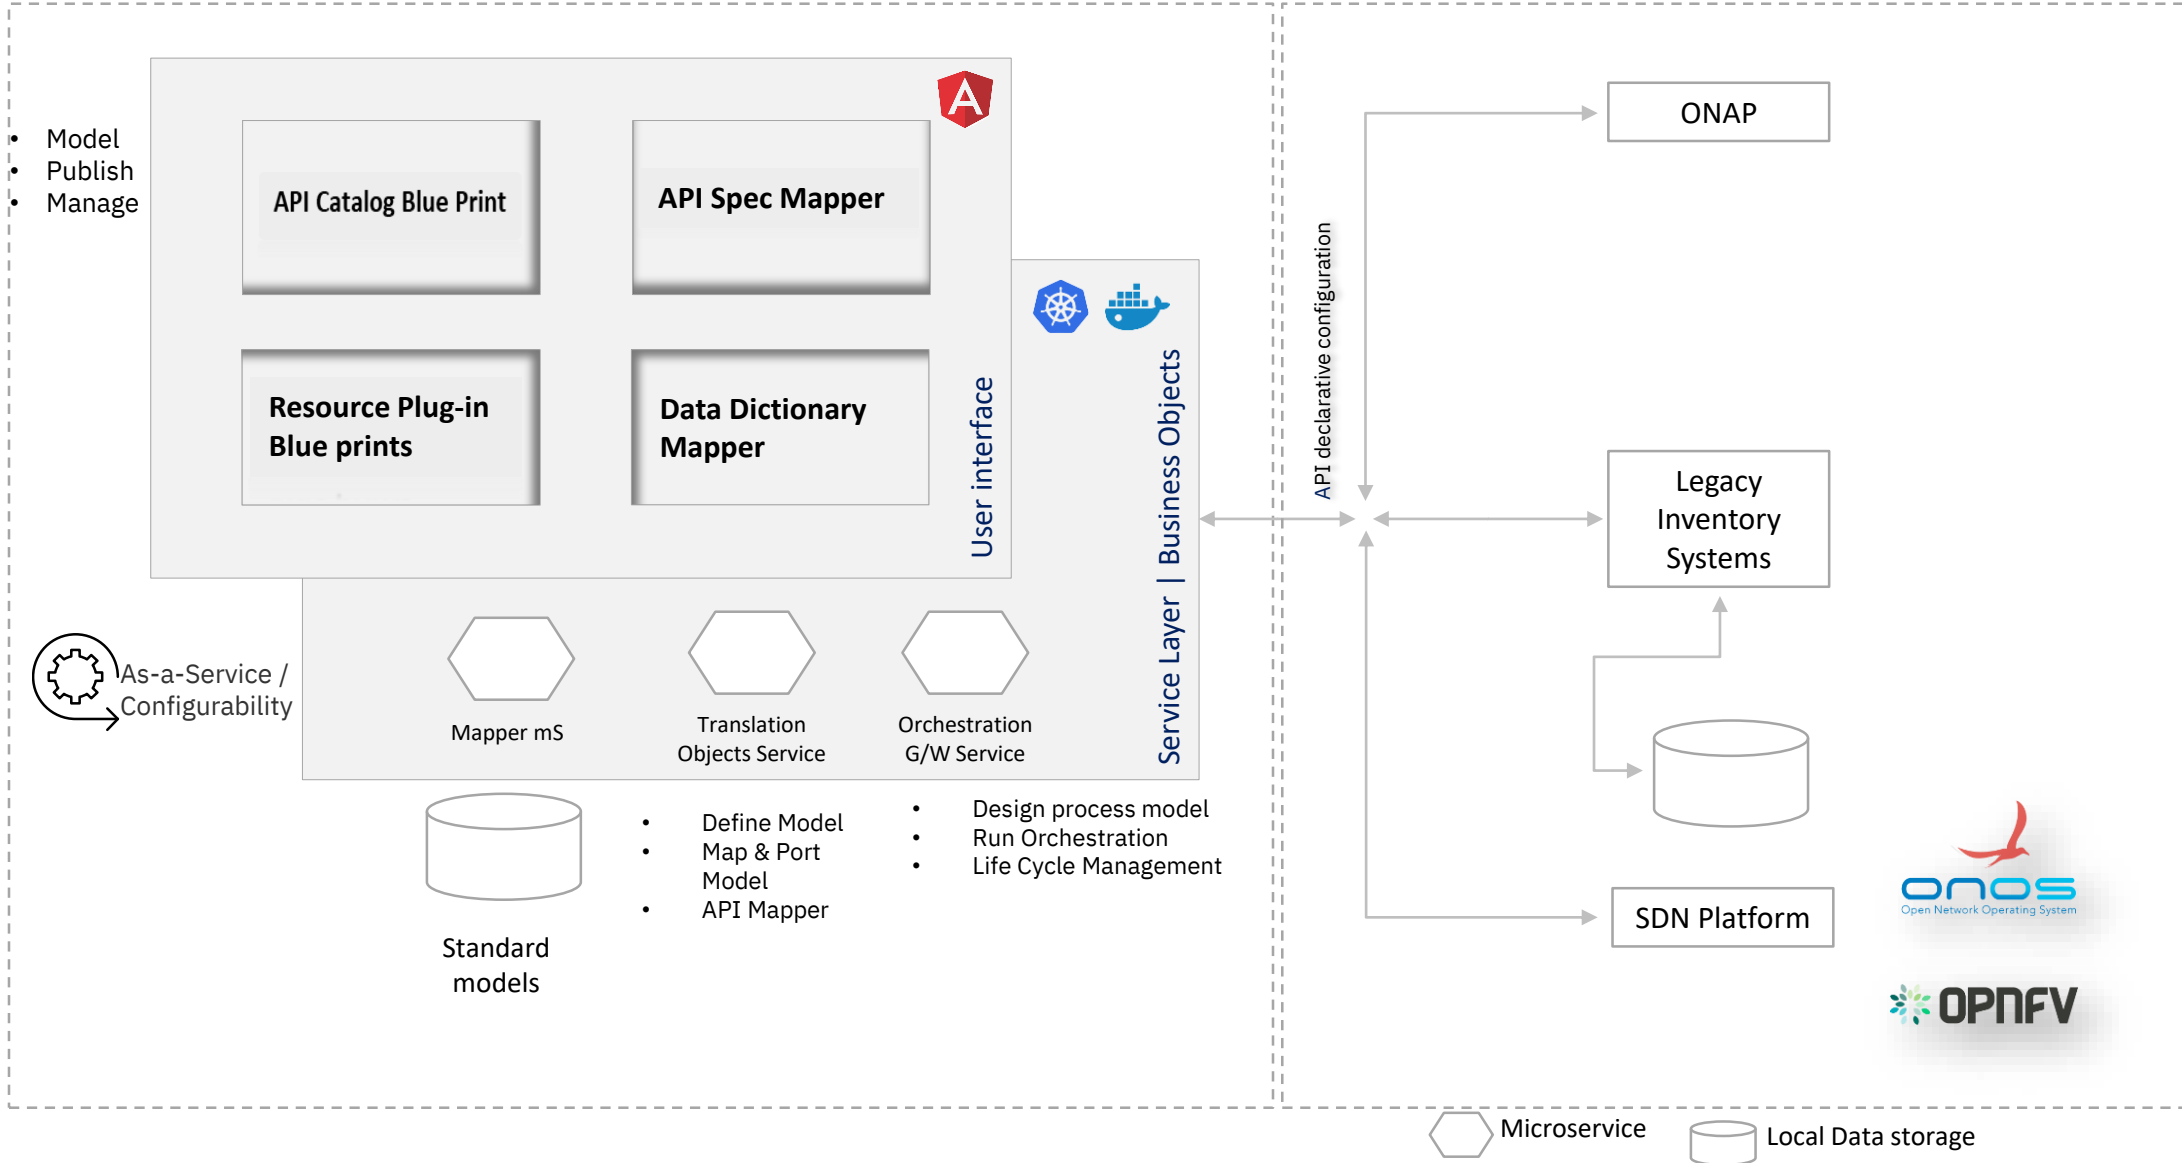 • Model
• Publish
• Manage
API Catalog Blue Print
API Spec Mapper
Resource Plug-in
Blue prints
Data Dictionary
Mapper
User interface
Service Layer | Business Objects
As-a-Service /
Configurability
Mapper mS
Translation
Objects Service
Orchestration
G/W Service
Standard
models
• Define Model
• Map & Port
Model
• API Mapper
• Design process model
• Run Orchestration
• Life Cycle Management
API declarative configuration
ONAP
Legacy
Inventory
Systems
SDN Platform
onos
Open Network Operating System
OPNFV
Microservice
Local Data storage